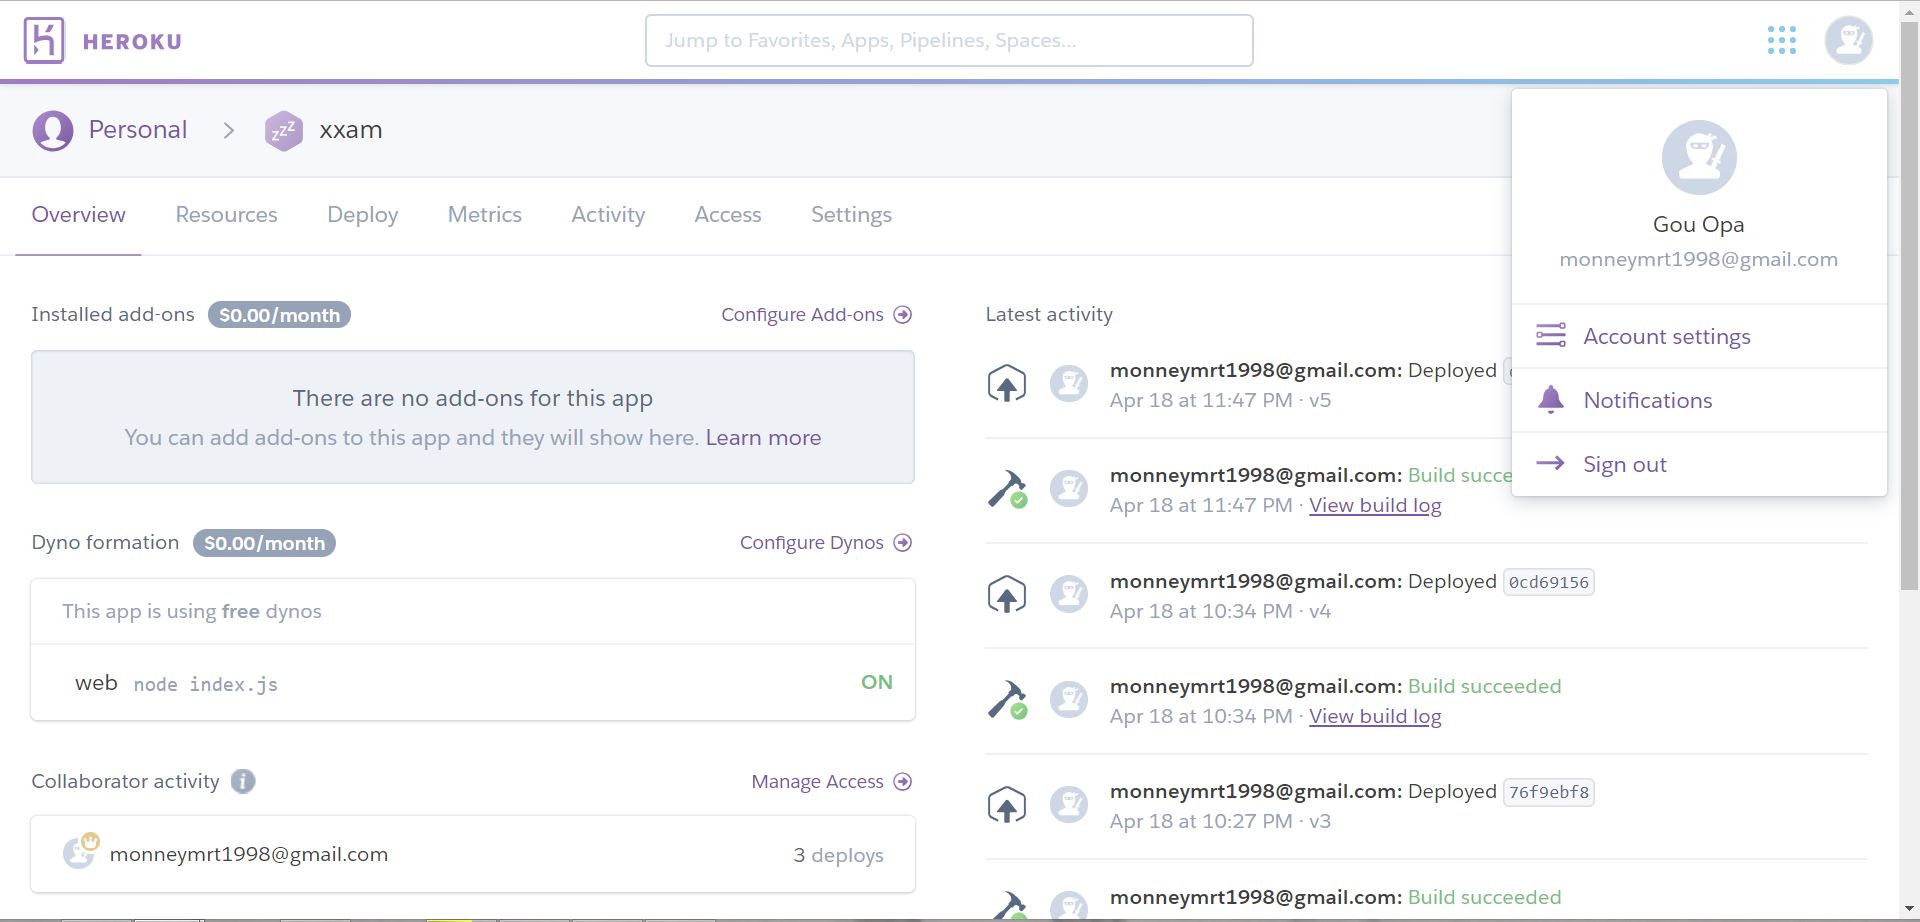 HEROKU
Jump to Favorites, Apps, Pipelines, Spaces...
Personal
zzz
xxam
Gou Opa
monneymrt1998@gmail.com
Account settings
Notifications
Sign out
Overview Resources Deploy Metrics Activity Access Settings
Installed add-ons $0.00/month Configure Add-ons
There are no add-ons for this app
You can add add-ons to this app and they will show here. Learn more
Dyno formation $0.00/month Configure Dynos
This app is using free dynos
web node index.js ON
Collaborator activity i Manage Access
monneymrt1998@gmail.com 3 deploys
Latest activity
monneymrt1998@gmail.com: Deployed
Apr 18 at 11:47 PM · v5
monneymrt1998@gmail.com: Build succe
Apr 18 at 11:47 PM · View build log
monneymrt1998@gmail.com: Deployed 0cd69156
Apr 18 at 10:34 PM · v4
monneymrt1998@gmail.com: Build succeeded
Apr 18 at 10:34 PM · View build log
monneymrt1998@gmail.com: Deployed 76f9ebf8
Apr 18 at 10:27 PM · v3
monneymrt1998@gmail.com: Build succeeded